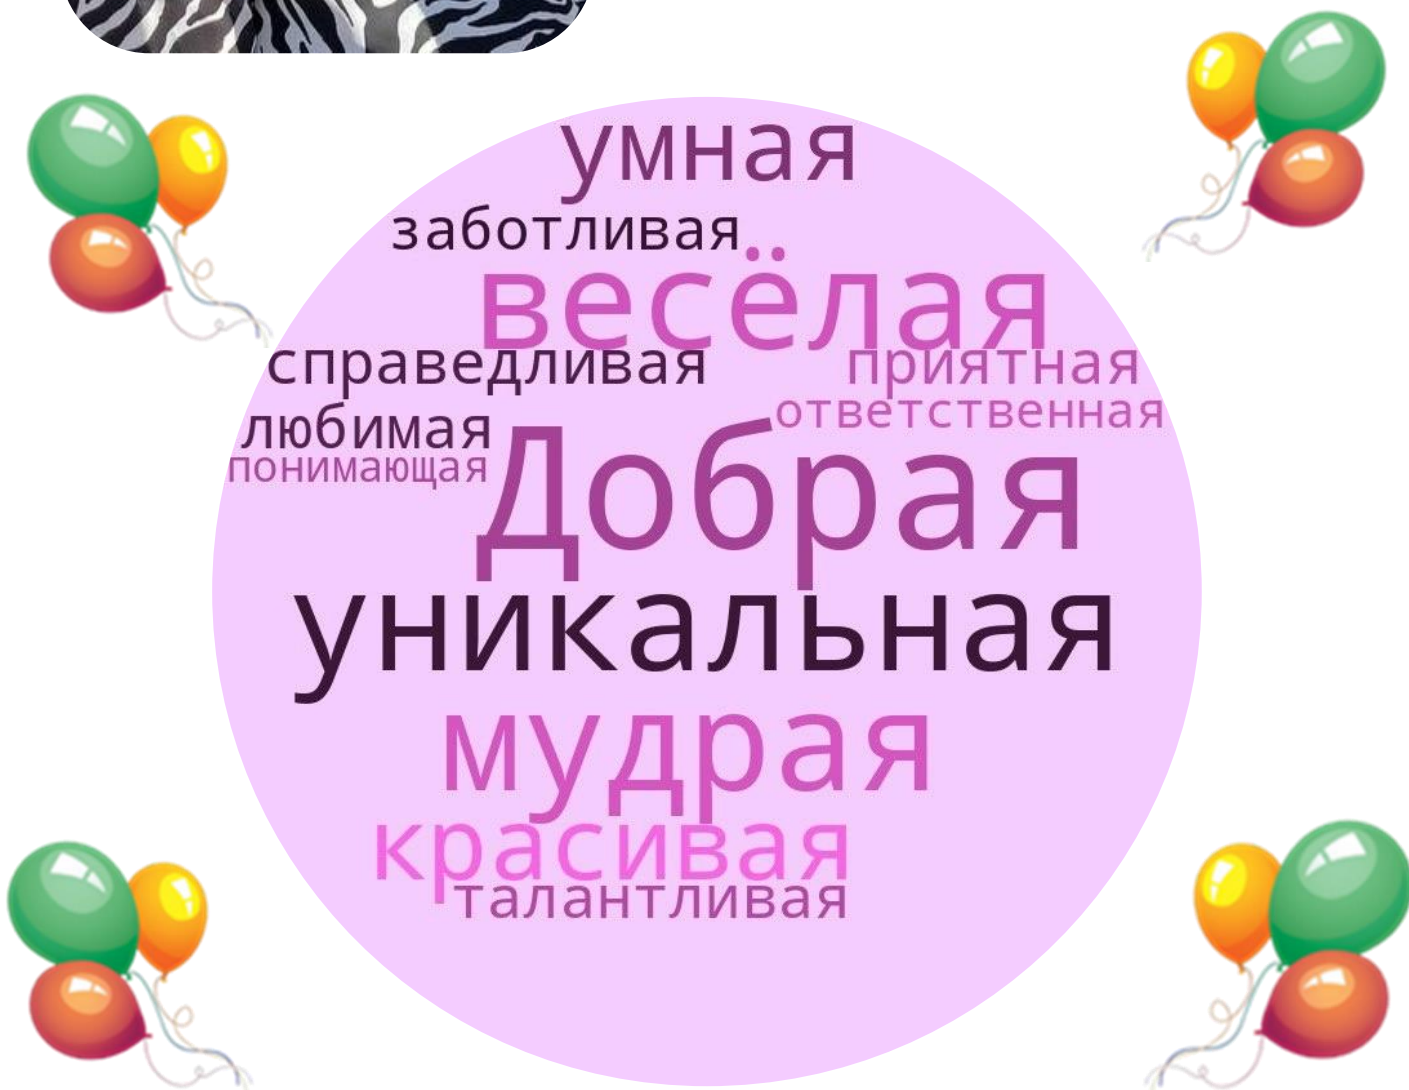 умная
заботливая
весёлая
справедливая приятная
ответственная
любимая
понимающая
Добрая
уникальная
мудрая
красивая
талантливая